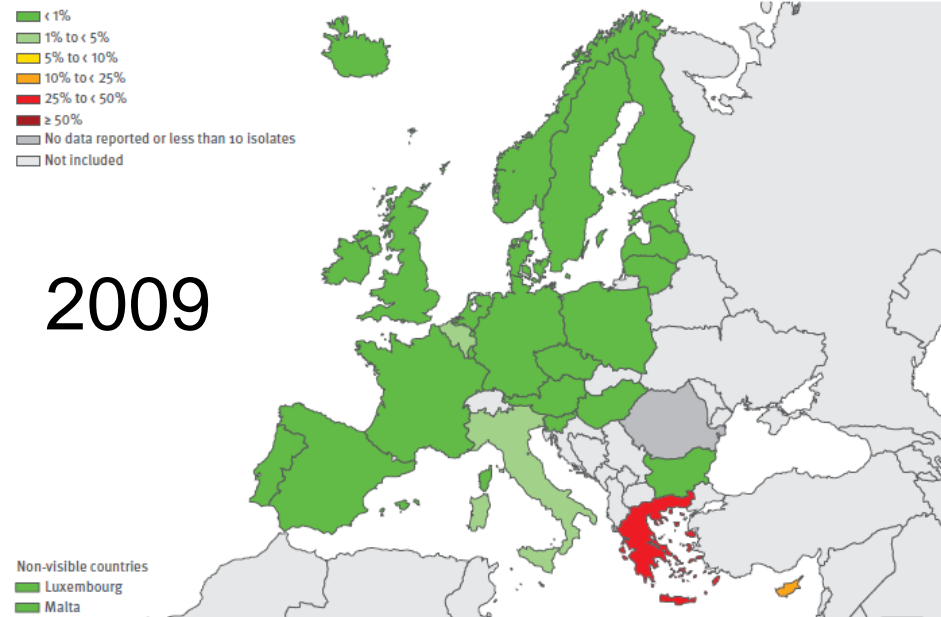 < 1%
1% to < 5%
5% to < 10%
10% to < 25%
25% to < 50%
≥ 50%
No data reported or less than 10 isolates
Not included
2009
Non-visible countries
Luxembourg
Malta